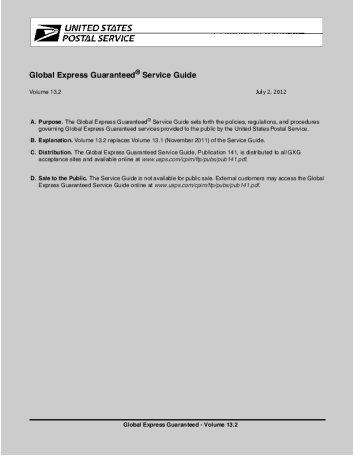 UNITED STATES
POSTAL SERVICE
Global Express Guaranteed® Service Guide
Volume 13.2 July 2, 2012
A. Purpose. The Global Express Guaranteed® Service Guide sets forth the policies, regulations, and procedures
governing Global Express Guaranteed services provided to the public by the United States Postal Service.
B. Explanation. Volume 13.2 replaces Volume 13.1 (November 2011) of the Service Guide.
C. Distribution. The Global Express Guaranteed Service Guide, Publication 141, is distributed to all GXG
acceptance sites and available online at www.usps.com/cpim/ftp/pubs/pub141.pdf.
D. Sale to the Public. The Service Guide is not available for public sale. External customers may access the Global
Express Guaranteed Service Guide online at www.usps.com/cpim/ftp/pubs/pub141.pdf.
Global Express Guaranteed - Volume 13.2